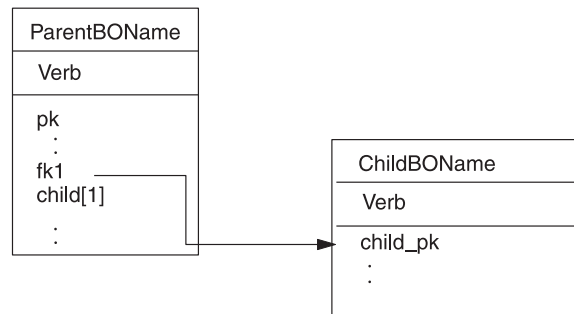 ParentBOName
Verb
pk
.
.
fk1
child[1]
.
.
ChildBOName
Verb
child_pk
.
.